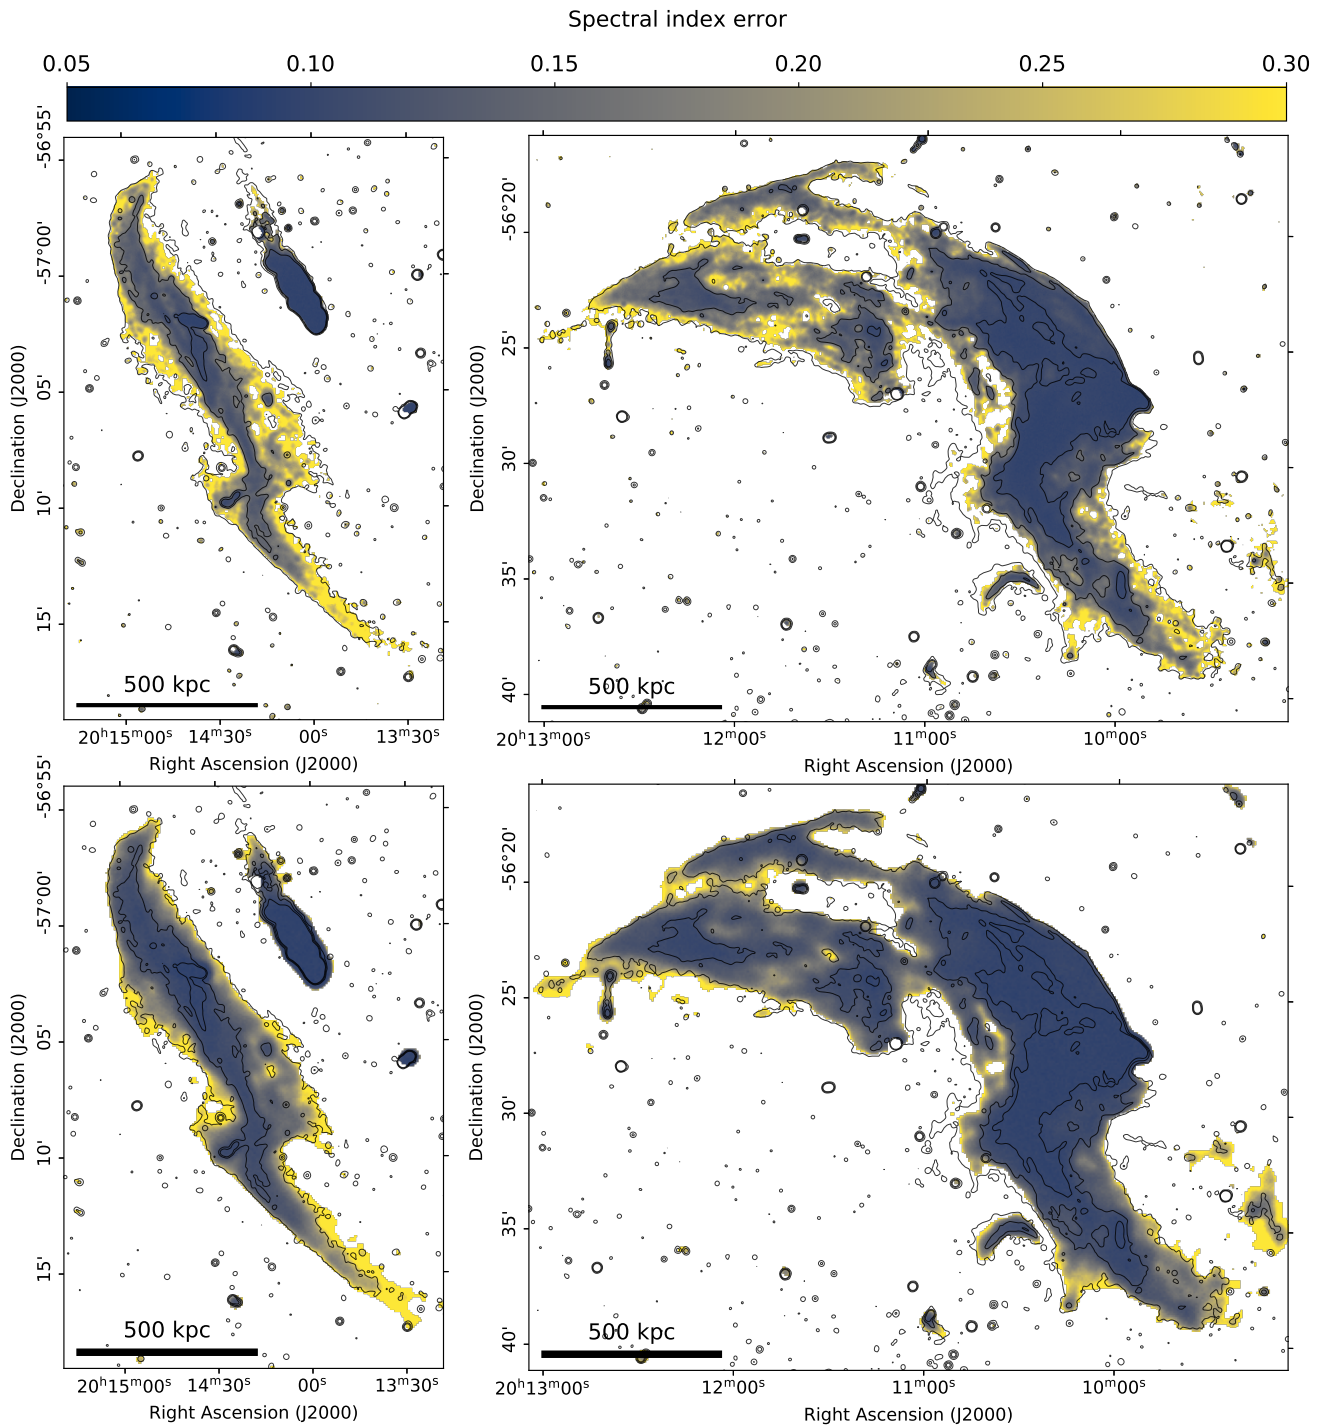 Spectral index error
0.05 0.10 0.15 0.20 0.25 0.30
-56°55'
-57°00'
05'
10'
15'
Declination (J2000)
500 kpc
20ʰ15ᵐ00ˢ 14ᵐ30ˢ 00ˢ 13ᵐ30ˢ
Right Ascension (J2000)
-56°20'
25'
30'
35'
40'
Declination (J2000)
500 kpc
20ʰ13ᵐ00ˢ 12ᵐ00ˢ 11ᵐ00ˢ 10ᵐ00ˢ
Right Ascension (J2000)
-56°55'
-57°00'
05'
10'
15'
Declination (J2000)
500 kpc
20ʰ15ᵐ00ˢ 14ᵐ30ˢ 00ˢ 13ᵐ30ˢ
Right Ascension (J2000)
-56°20'
25'
30'
35'
40'
Declination (J2000)
500 kpc
20ʰ13ᵐ00ˢ 12ᵐ00ˢ 11ᵐ00ˢ 10ᵐ00ˢ
Right Ascension (J2000)